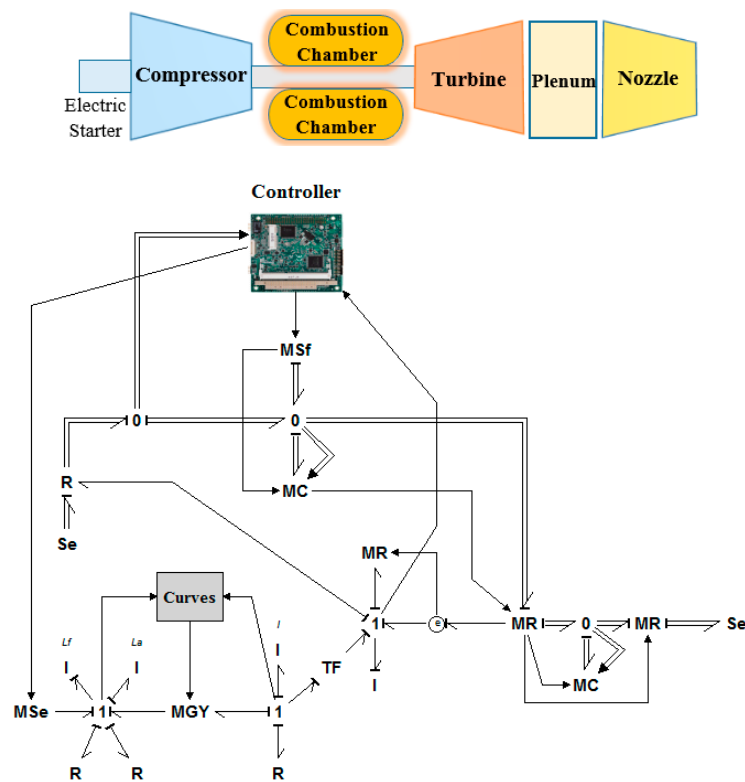 Combustion
Chamber
Compressor
Turbine
Plenum
Nozzle
Electric
Starter
Combustion
Chamber
Controller
MSf
0
0
R
MC
Se
MR
Curves
1
e
MR
0
MR
Se
Lf
La
I
I
I
I
TF
I
MC
MSe
1
MGY
1
R
R
R